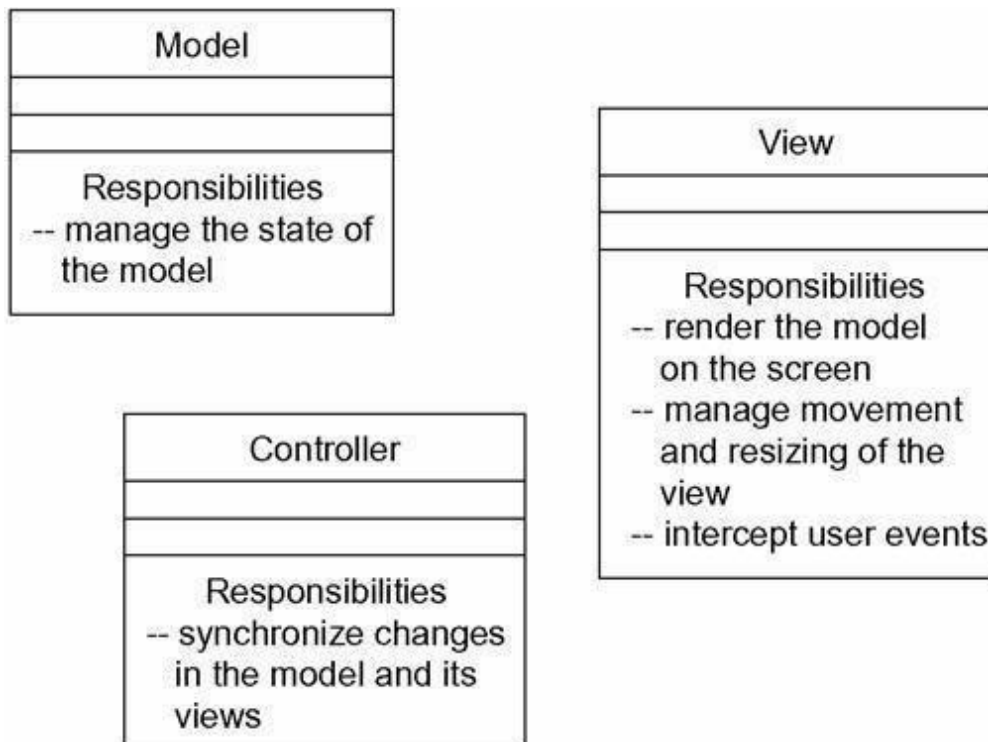 Model
Responsibilities
-- manage the state of
the model
View
Responsibilities
-- render the model
on the screen
-- manage movement
and resizing of the
view
-- intercept user events
Controller
Responsibilities
-- synchronize changes
in the model and its
views